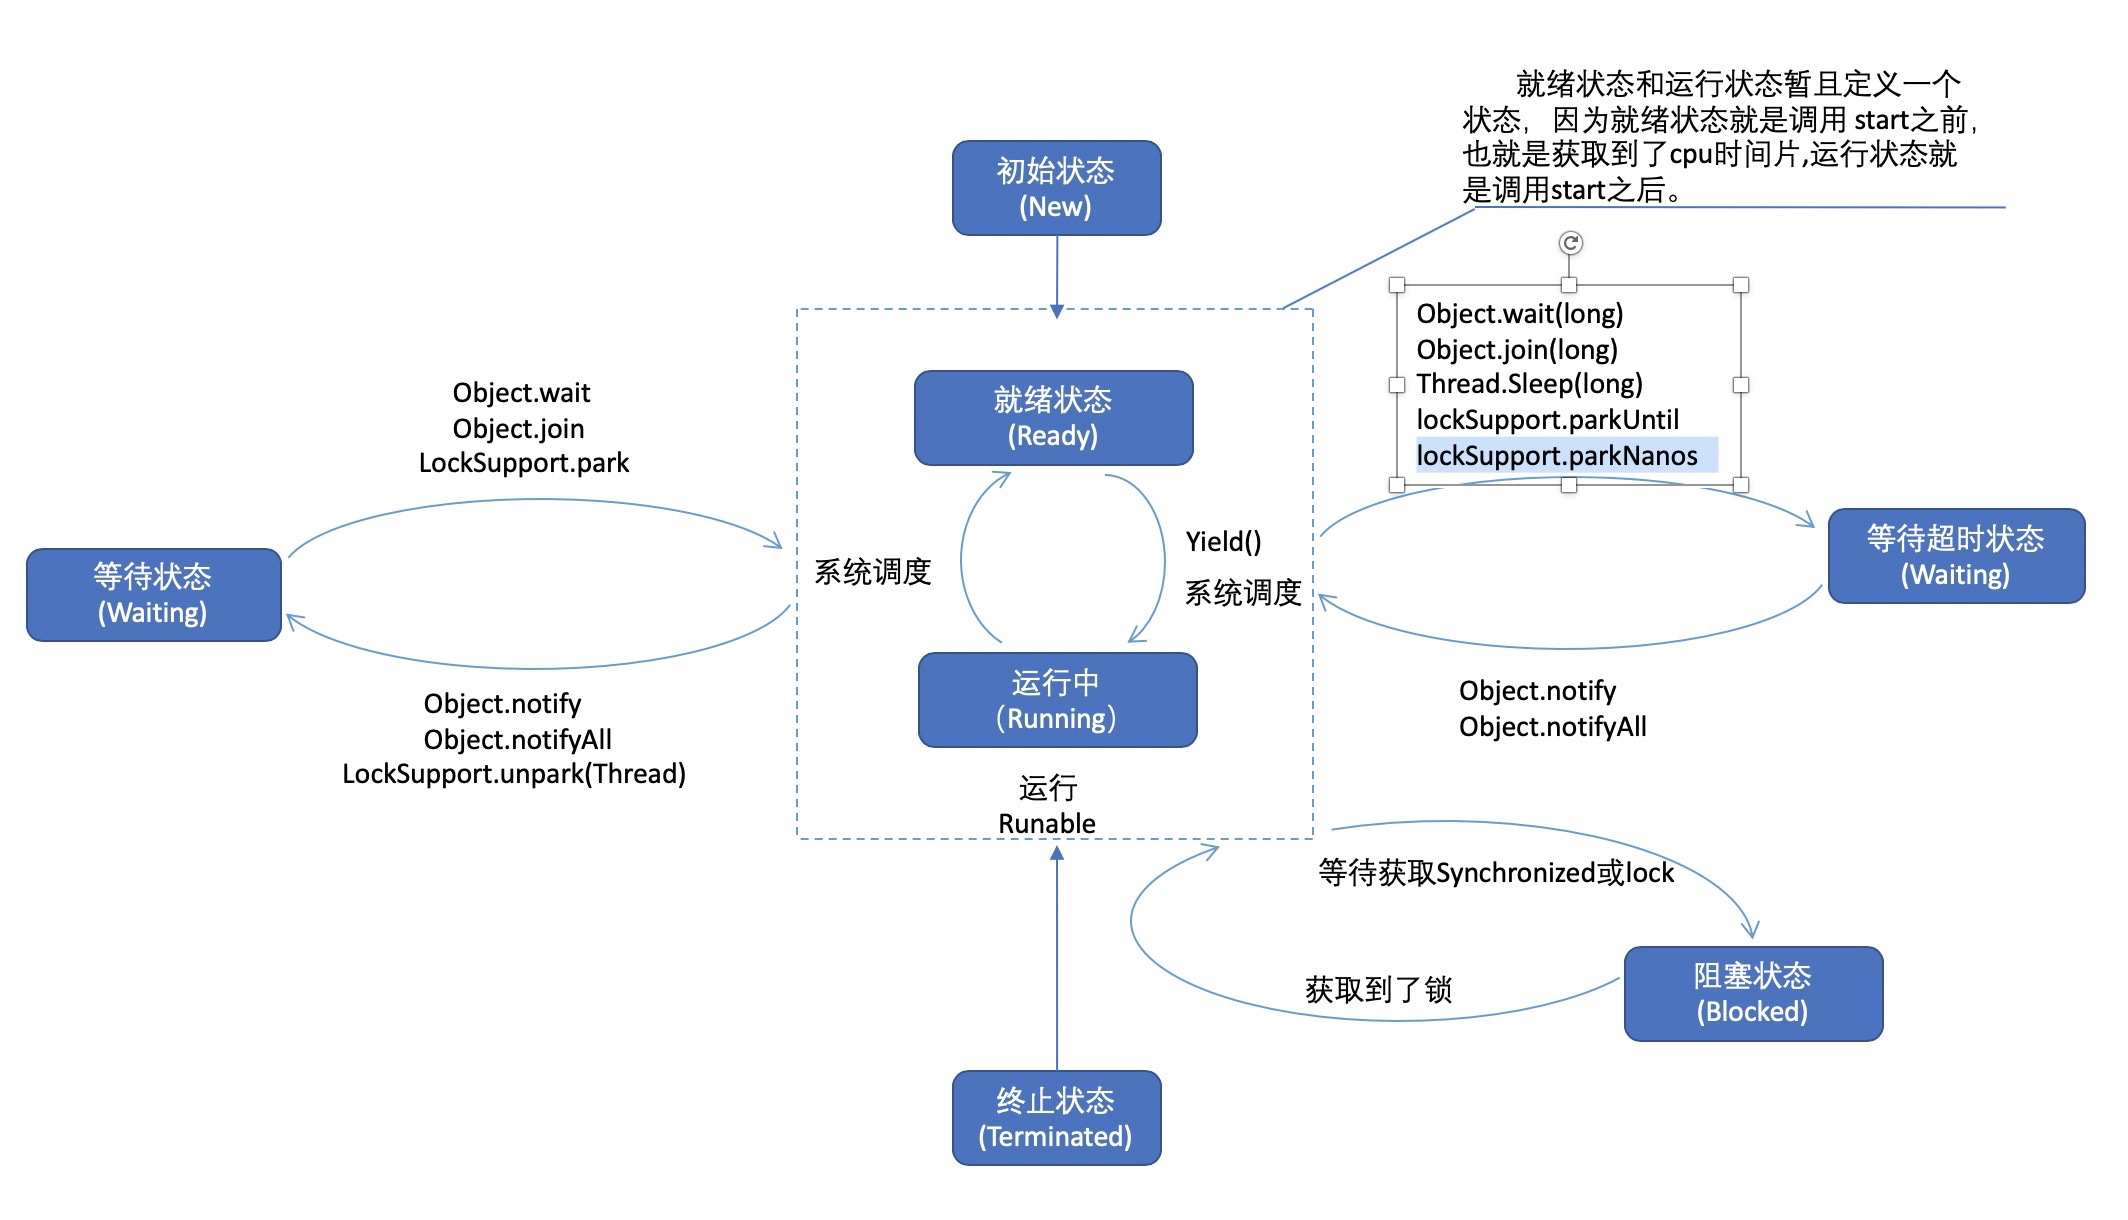 就绪状态和运行状态暂且定义一个
状态，因为就绪状态就是调用 start之前，
也就是获取到了cpu时间片,运行状态就
是调用start之后。
初始状态
(New)
Object.wait(long)
Object.join(long)
Thread.Sleep(long)
lockSupport.parkUntil
lockSupport.parkNanos
Object.wait
Object.join
LockSupport.park
就绪状态
(Ready)
等待状态
(Waiting)
系统调度
Yield()
系统调度
等待超时状态
(Waiting)
运行中
（Running）
运行
Runable
Object.notify
Object.notifyAll
LockSupport.unpark(Thread)
Object.notify
Object.notifyAll
等待获取Synchronized或lock
获取到了锁
阻塞状态
(Blocked)
终止状态
(Terminated)